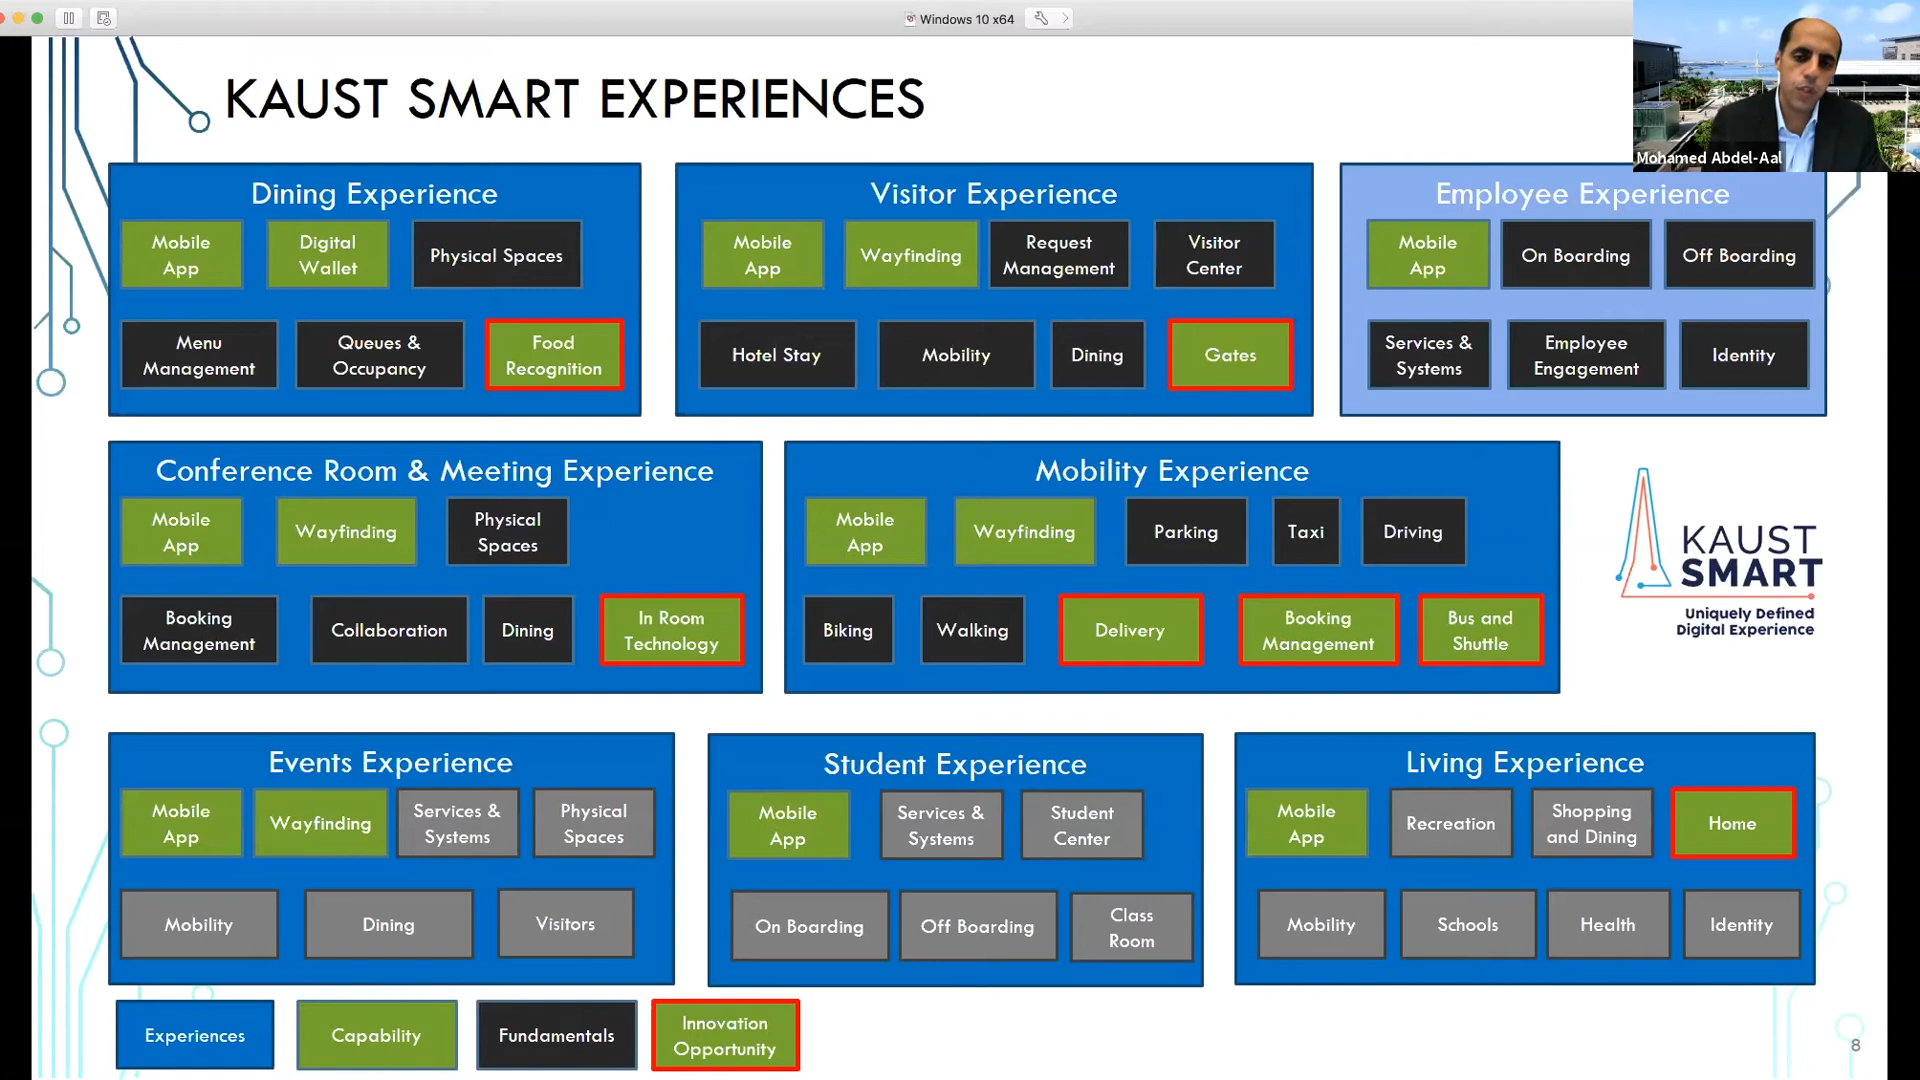 Windows 10 x64
KAUST SMART EXPERIENCES
Mohamed Abdel-Aal
Dining Experience
Mobile
App
Digital
Wallet
Physical Spaces
Menu
Management
Queues &
Occupancy
Food
Recognition
Visitor Experience
Mobile
App
Wayfinding
Request
Management
Visitor
Center
Hotel Stay
Mobility
Dining
Gates
Employee Experience
Mobile
App
On Boarding
Off Boarding
Services &
Systems
Employee
Engagement
Identity
Conference Room & Meeting Experience
Mobile
App
Wayfinding
Physical
Spaces
Booking
Management
Collaboration
Dining
In Room
Technology
Mobility Experience
Mobile
App
Wayfinding
Parking
Taxi
Driving
Biking
Walking
Delivery
Booking
Management
Bus and
Shuttle
KAUST
SMART
Uniquely Defined
Digital Experience
Events Experience
Mobile
App
Wayfinding
Services &
Systems
Physical
Spaces
Mobility
Dining
Visitors
Student Experience
Mobile
App
Services &
Systems
Student
Center
On Boarding
Off Boarding
Class
Room
Living Experience
Mobile
App
Recreation
Shopping
and Dining
Home
Mobility
Schools
Health
Identity
Experiences
Capability
Fundamentals
Innovation
Opportunity
8